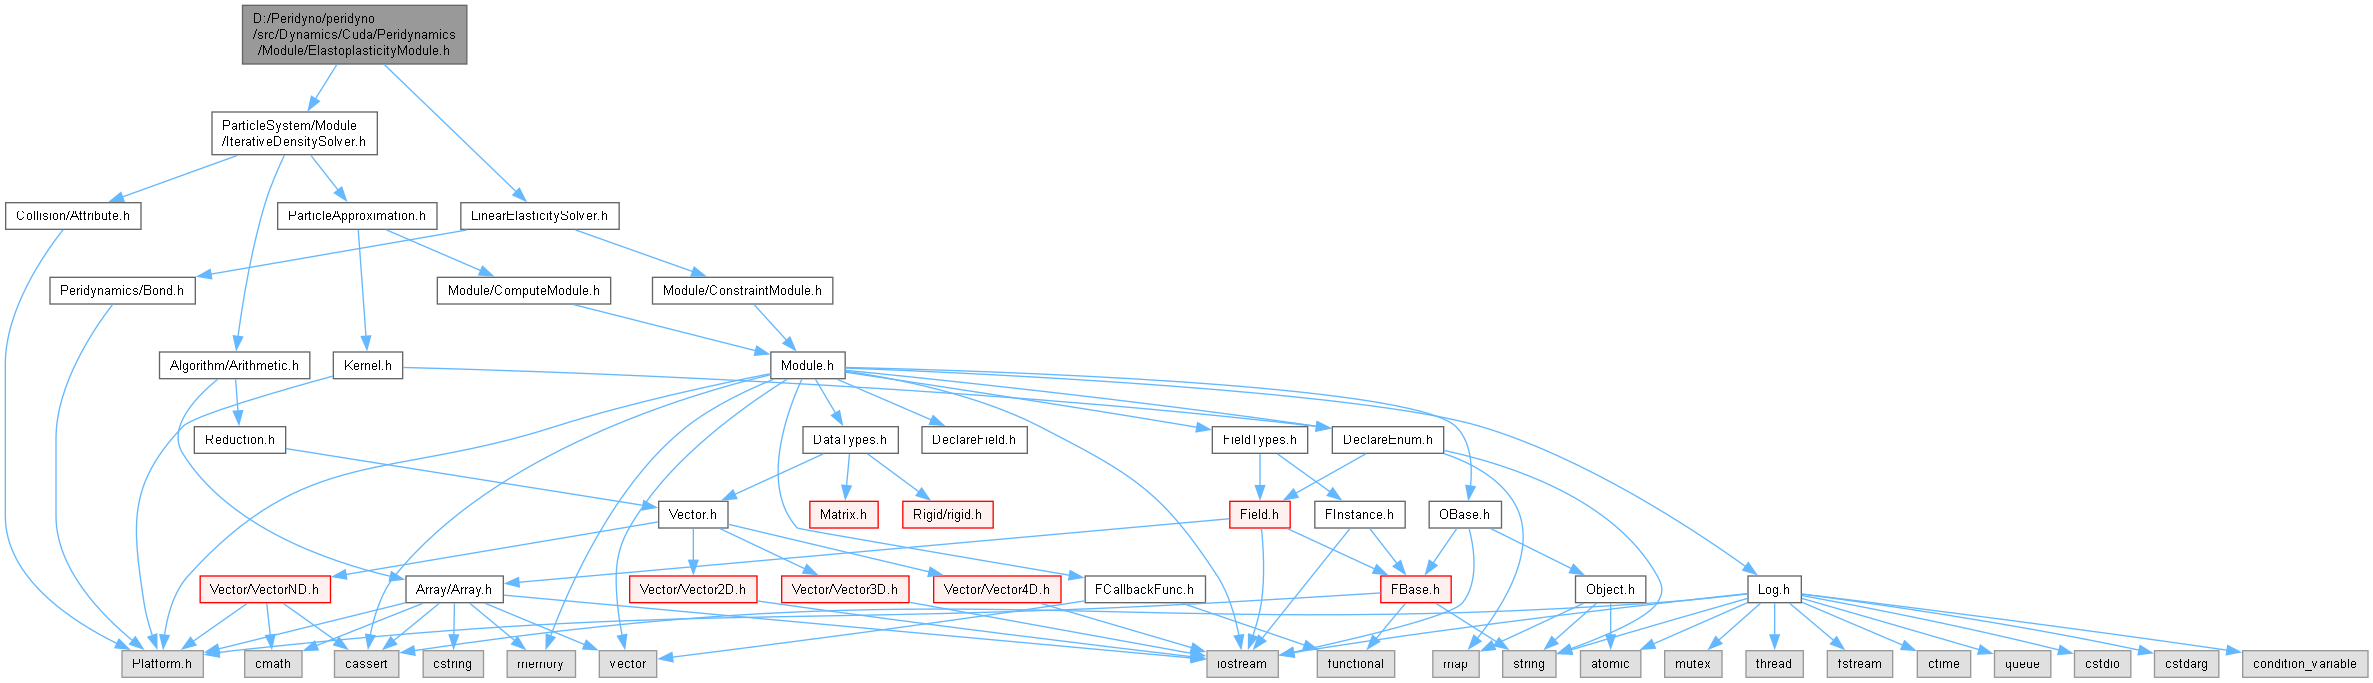 D:/Peridyno/peridyno
/src/Dynamics/Cuda/Peridynamics
/Module/ElastoplasticityModule.h
ParticleSystem/Module
/IterativeDensitySolver.h
Collision/Attribute.h
ParticleApproximation.h
LinearElasticitySolver.h
Peridynamics/Bond.h
Module/ComputeModule.h
Module/ConstraintModule.h
Algorithm/Arithmetic.h
Kernel.h
Module.h
Reduction.h
DataTypes.h
DeclareField.h
FieldTypes.h
DeclareEnum.h
Vector.h
Matrix.h
Rigid/rigid.h
Field.h
FInstance.h
OBase.h
Vector/VectorND.h
Array/Array.h
Vector/Vector2D.h
Vector/Vector3D.h
Vector/Vector4D.h
FCallbackFunc.h
FBase.h
Object.h
Log.h
Platform.h
cmath
cassert
cstring
memory
vector
iostream
functional
map
string
atomic
mutex
thread
fstream
ctime
queue
cstdio
cstdarg
condition_variable